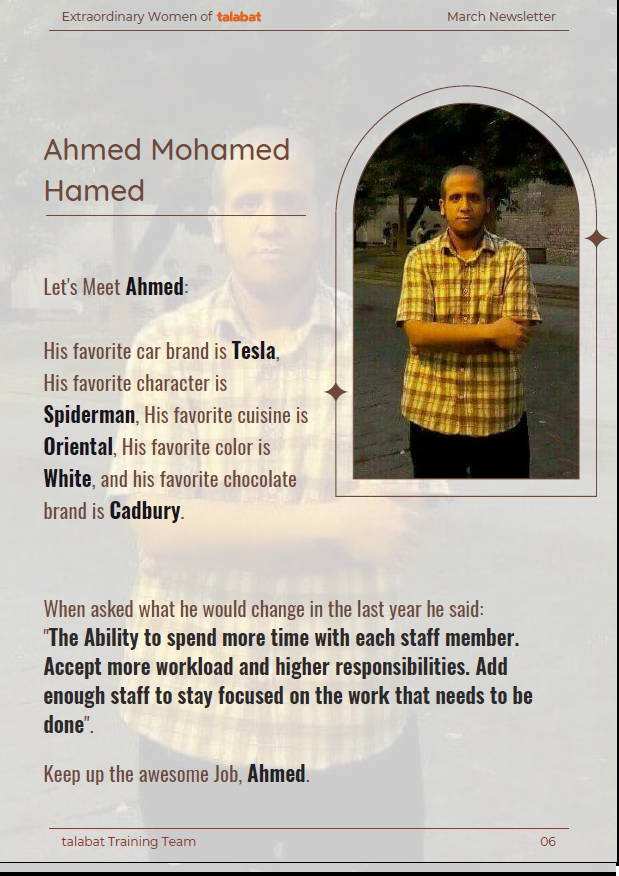 Extraordinary Women of talabat
March Newsletter
Ahmed Mohamed
Hamed
Let's Meet Ahmed:
His favorite car brand is Tesla,
His favorite character is
Spiderman, His favorite cuisine is
Oriental, His favorite color is
White, and his favorite chocolate
brand is Cadbury.
When asked what he would change in the last year he said:
"The Ability to spend more time with each staff member.
Accept more workload and higher responsibilities. Add
enough staff to stay focused on the work that needs to be
done".
Keep up the awesome Job, Ahmed.
talabat Training Team
06